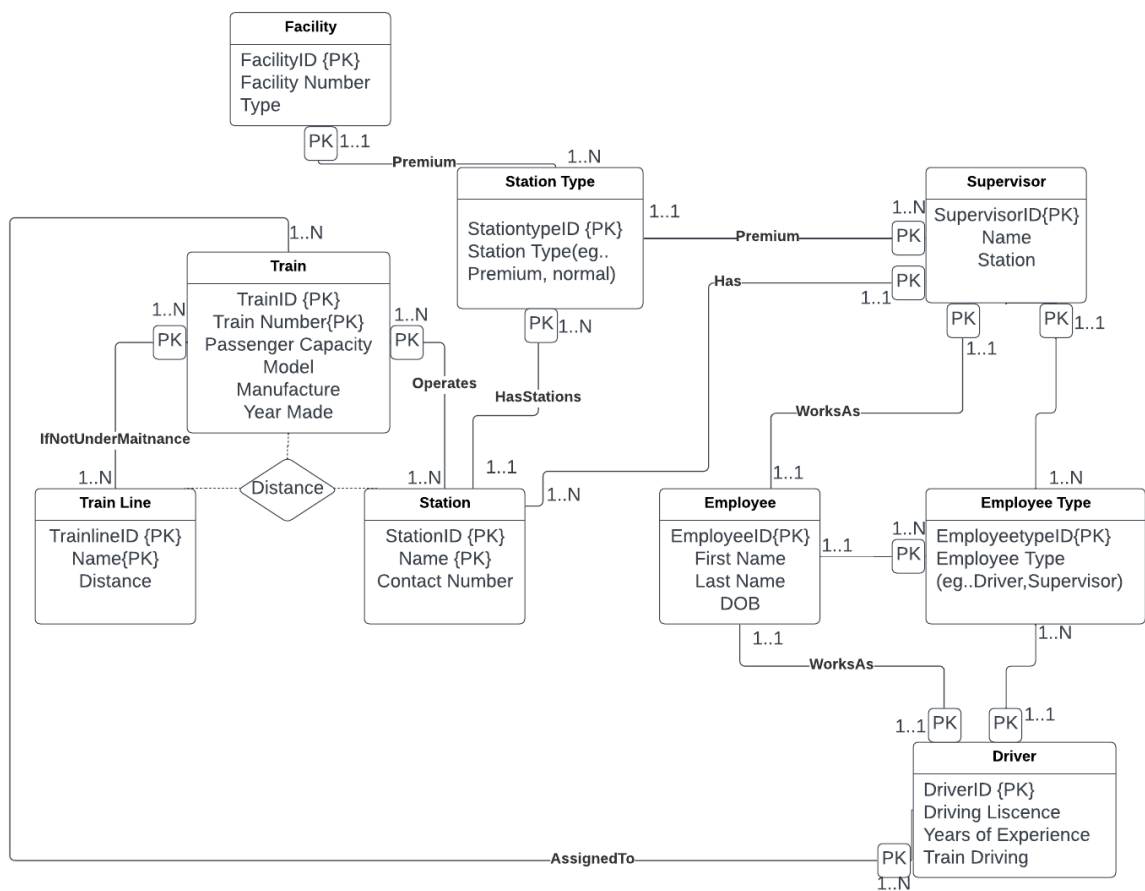 Facility
FacilityID {PK}
Facility Number
Type
PK 1..1
Premium
1..N
Station Type
StationtypeID {PK}
Station Type(eg..
Premium, normal)
PK 1..N
1..1
Premium
1..N
PK
Supervisor
SupervisorID{PK}
Name
Station
Has
PK
1..1
PK
1..1
PK 1..1
1..N
Train
TrainID {PK}
Train Number{PK}
Passenger Capacity
Model
Manufacture
Year Made
1..N
PK
1..N
PK
Operates
HasStations
WorksAs
IfNotUnderMaitnance
1..N
Distance
1..N
1..1
1..N
1..1
1..N
Train Line
TrainlineID {PK}
Name{PK}
Distance
Station
StationID {PK}
Name {PK}
Contact Number
Employee
EmployeeID{PK}
First Name
Last Name
DOB
1..1
1..N
PK
Employee Type
EmployeetypeID{PK}
Employee Type
(eg..Driver,Supervisor)
1..1
1..N
WorksAs
1..1 PK
PK 1..1
Driver
DriverID {PK}
Driving Liscence
Years of Experience
Train Driving
AssignedTo
PK
1..N